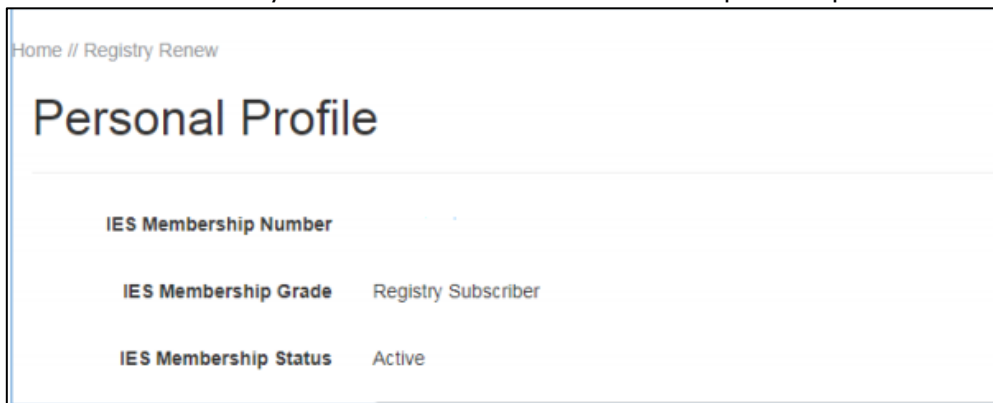 Home // Registry Renew
Personal Profile
IES Membership Number
IES Membership Grade Registry Subscriber
IES Membership Status Active